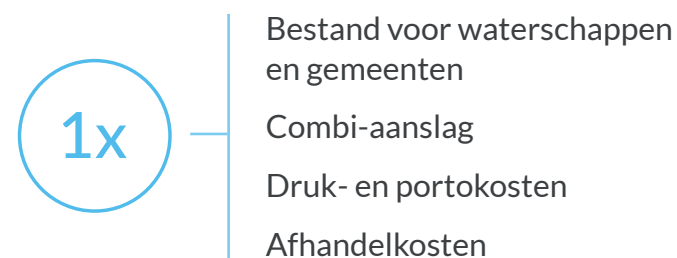 1x
Bestand voor waterschappen
en gemeenten
Combi-aanslag
Druk- en portokosten
Afhandelkosten